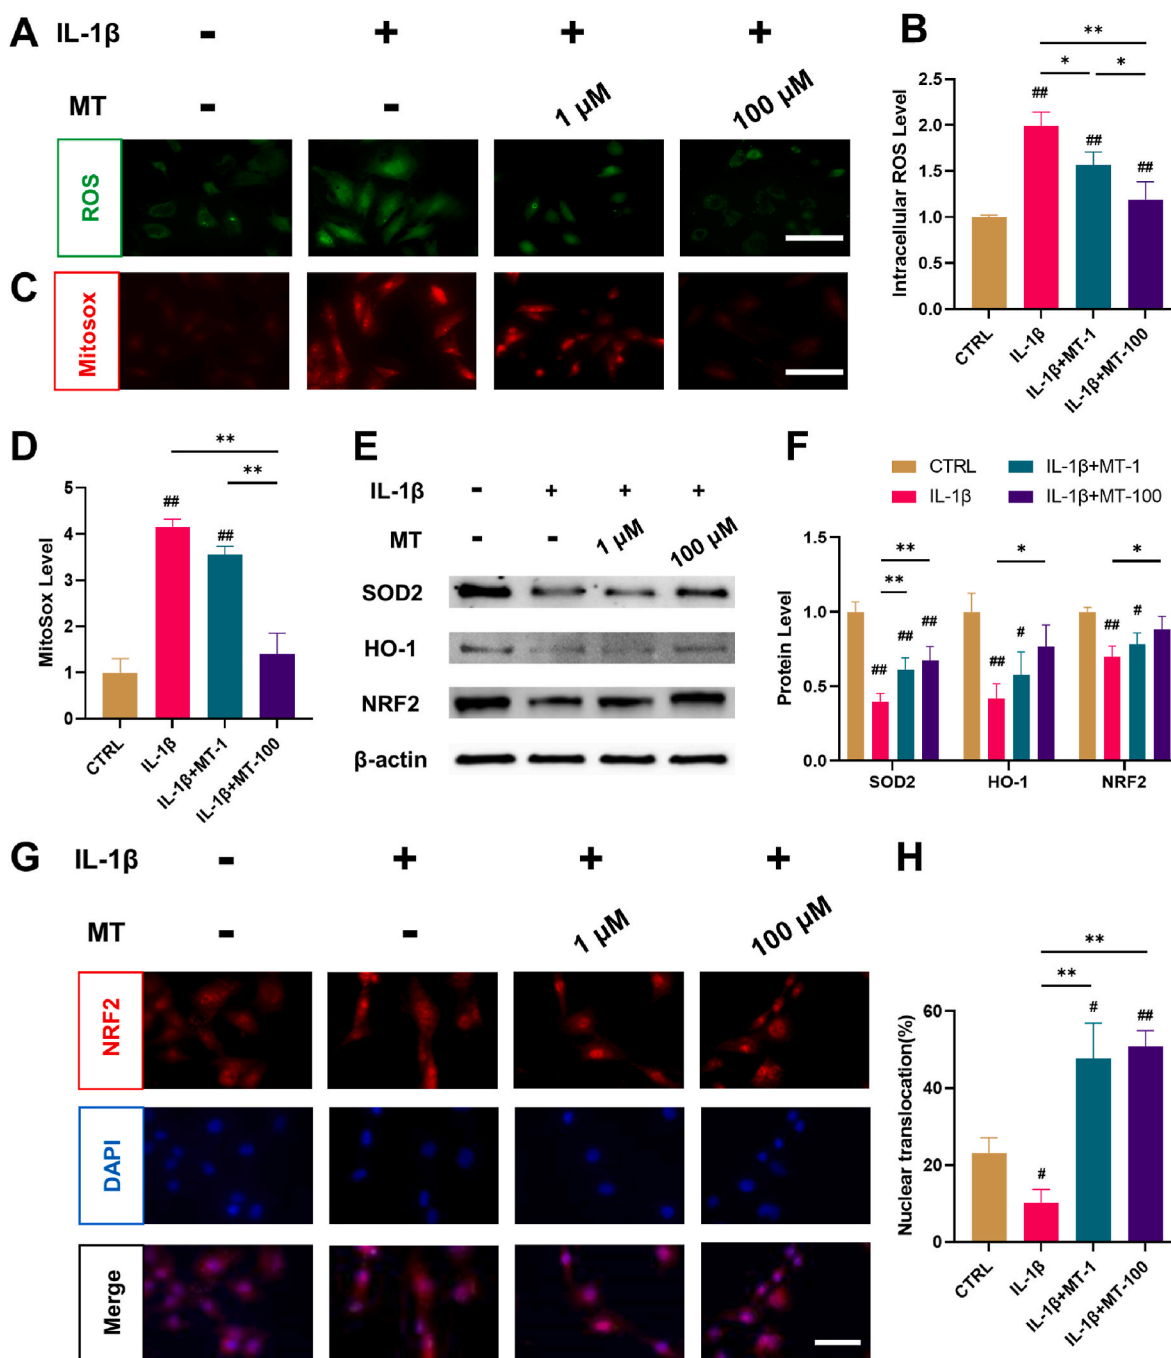 A IL-1β - + + +
MT - - 1 μM 100 μM
ROS
C
Mitosox
B
** 
* *
Intracellular ROS Level
2.5
2.0
1.5
1.0
0.5
0.0
## ## ##
CTRL IL-1β IL-1β+MT-1 IL-1β+MT-100
D
**
**
MitoSox Level
5
4
3
2
1
0
## ##
CTRL IL-1β IL-1β+MT-1 IL-1β+MT-100
E
IL-1β - + + +
MT - - 1 μM 100 μM
SOD2
HO-1
NRF2
β-actin
F
CTRL IL-1β+MT-1
IL-1β IL-1β+MT-100
Protein Level
1.0
0.5
0.0
** * *
**
## ## ## ## # ## #
SOD2 HO-1 NRF2
G IL-1β - + + +
MT - - 1 μM 100 μM
NRF2
DAPI
Merge
H
**
**
Nuclear translocation(%)
60
40
20
0
# # ##
CTRL IL-1β IL-1β+MT-1 IL-1β+MT-100